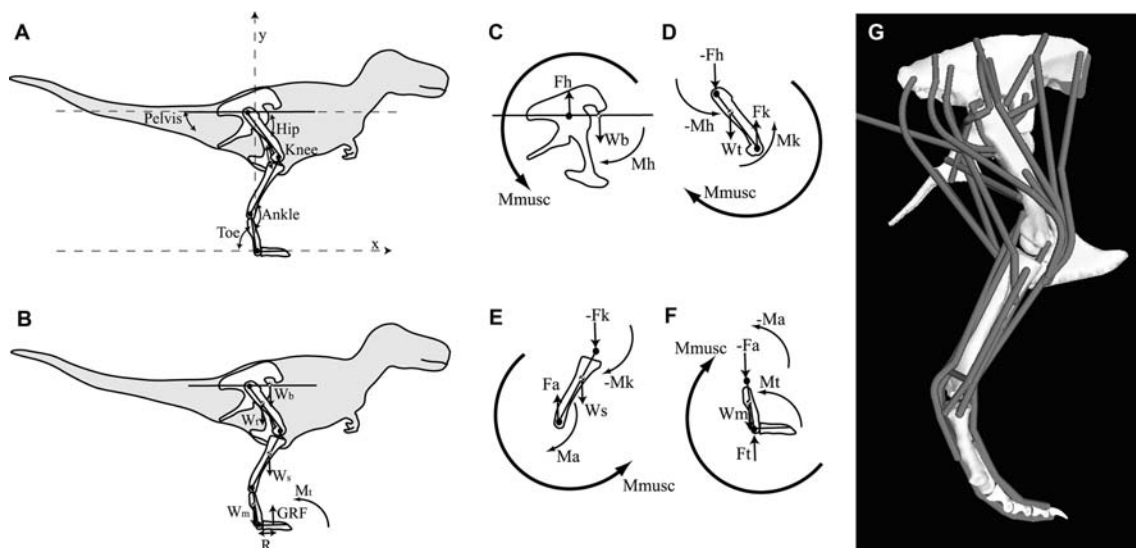 A
y
Pelvis
Hip
Knee
Ankle
Toe
x
B
Wb
Wt
Ws
Mt
Wm
GRF
R
C
Fh
Wb
Mh
Mmusc
D
-Fh
-Mh
Fk
Wt
Mk
Mmusc
E
-Fk
Fa
-Mk
Ws
Ma
Mmusc
F
-Ma
Mmusc
-Fa
Mt
Wm
Ft
G